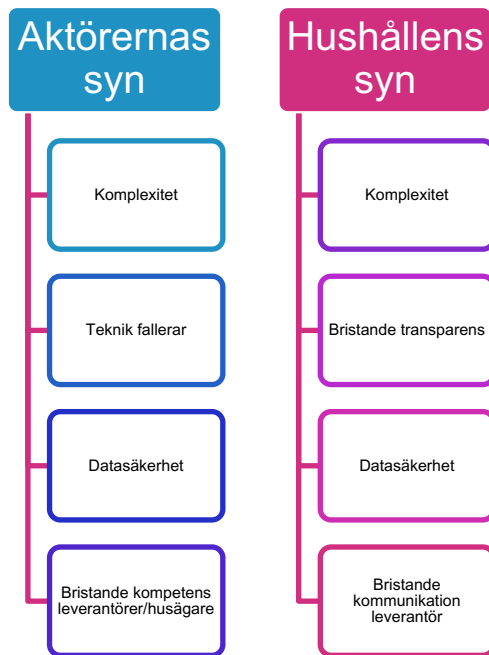 Aktörernas
syn
Komplexitet
Teknik fallerar
Datasäkerhet
Bristande kompetens
leverantörer/husägare
Hushållens
syn
Komplexitet
Bristande transparens
Datasäkerhet
Bristande
kommunikation
leverantör